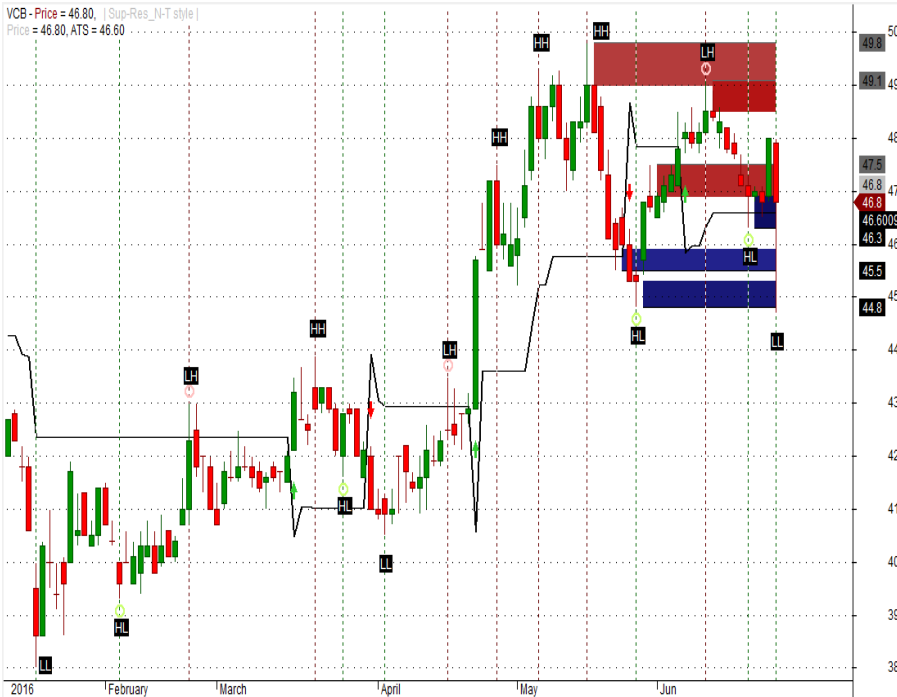 VCB - Price = 46.80, | Sup-Res_N-T style |
Price = 46.80, ATS = 46.60
HH
HH
50
49.8
LH
49.1
49
HH
48
47.5
46.8
47
46.8
46.6009
46.3
46
HL
45.5
45
44.8
HL
LL
44
HH
LH
LH
43
42
HL
41
LL
40
39
HL
LL
38
2016
February
March
April
May
Jun